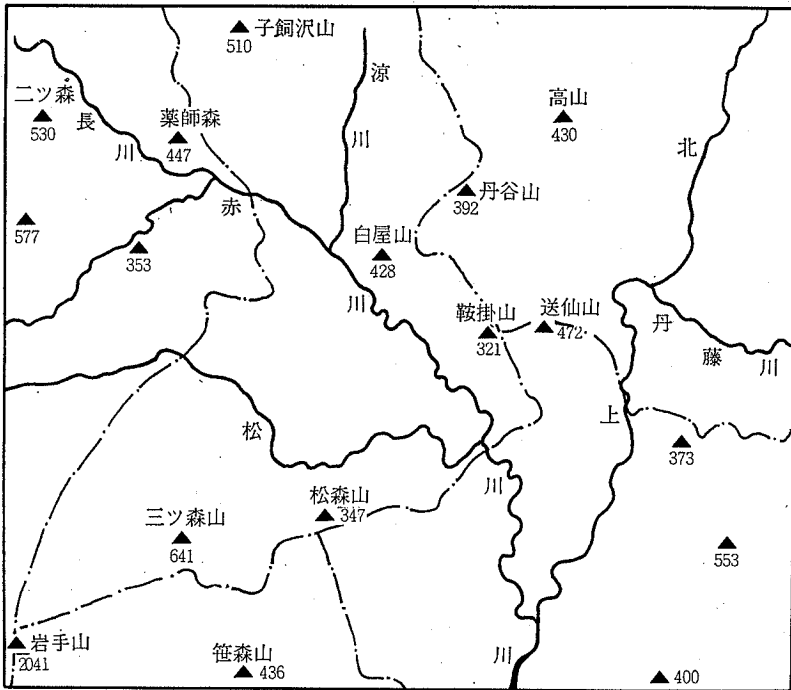 子飼沢山
510
二ツ森
530
長川
薬師森
447
涼川
高山
430
北上川
577
353
赤川
丹谷山
392
白屋山
428
鞍掛山
321
送仙山
472
丹藤川
松川
373
松森山
347
三ツ森山
641
553
岩手山
2041
笹森山
436
400